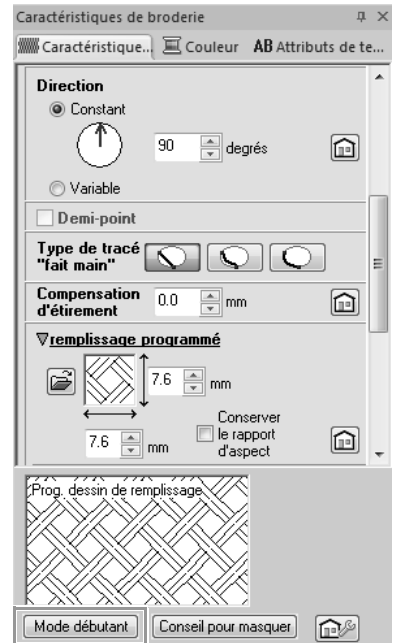 Caractéristiques de broderie
Caractéristique... Couleur AB Attributs de te...
Direction
Constant
90 degrés
Variable
Demi-point
Type de tracé
"fait main"
Compensation
d'étirement 0.0 mm
remplissage programmé
7.6 mm
Conserver
le rapport
d'aspect
7.6 mm
Prog. dessin de remplissage
Mode débutant Conseil pour masquer